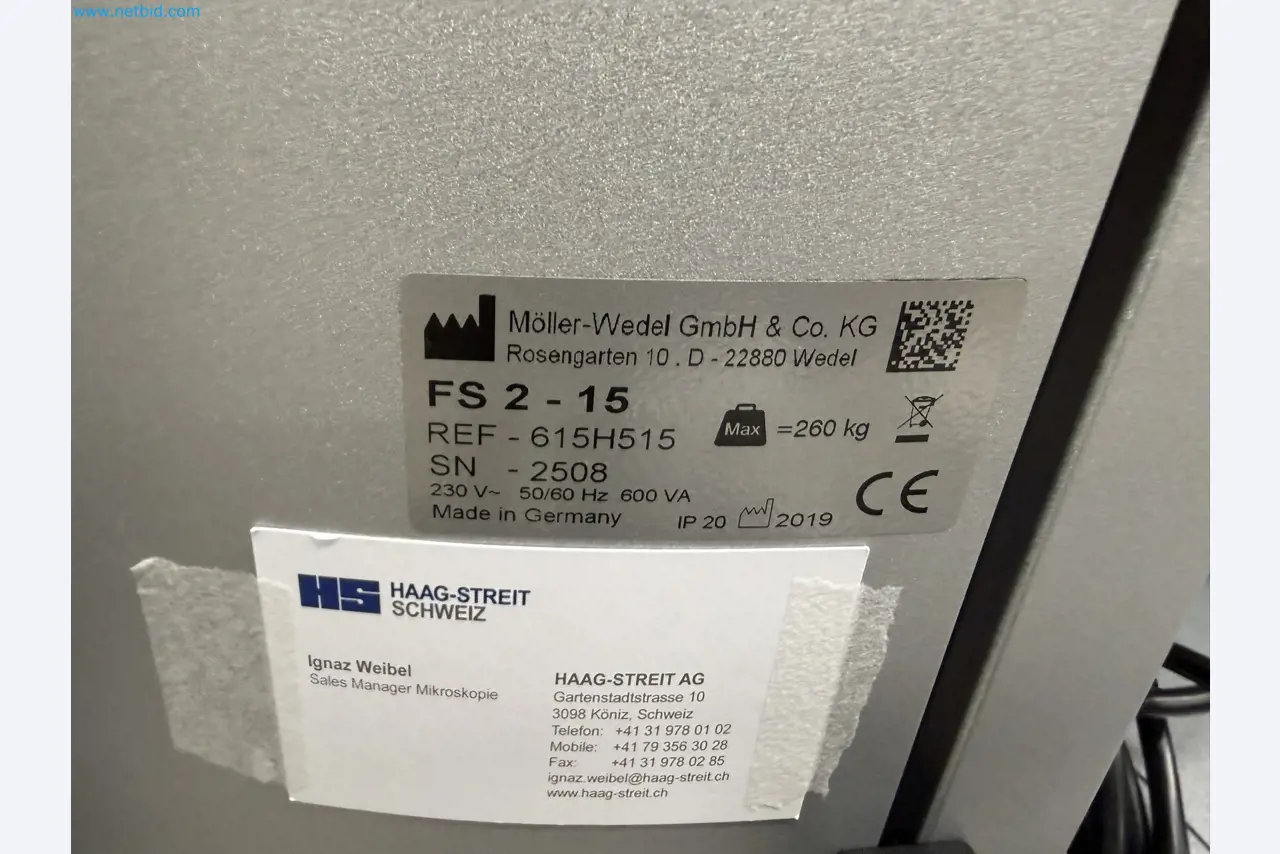 www.netbid.com
Möller-Wedel GmbH & Co. KG
Rosengarten 10 . D - 22880 Wedel
FS 2 - 15
Max =260 kg
REF - 615H515
SN - 2508
230 V~ 50/60 Hz 600 VA
Made in Germany IP 20 2019
CE
HS HAAG-STREIT
SCHWEIZ
Ignaz Weibel
Sales Manager Mikroskopie
HAAG-STREIT AG
Gartenstadtstrasse 10
3098 Köniz, Schweiz
Telefon: +41 31 978 01 02
Mobile: +41 79 356 30 28
Fax: +41 31 978 02 85
ignaz.weibel@haag-streit.ch
www.haag-streit.ch